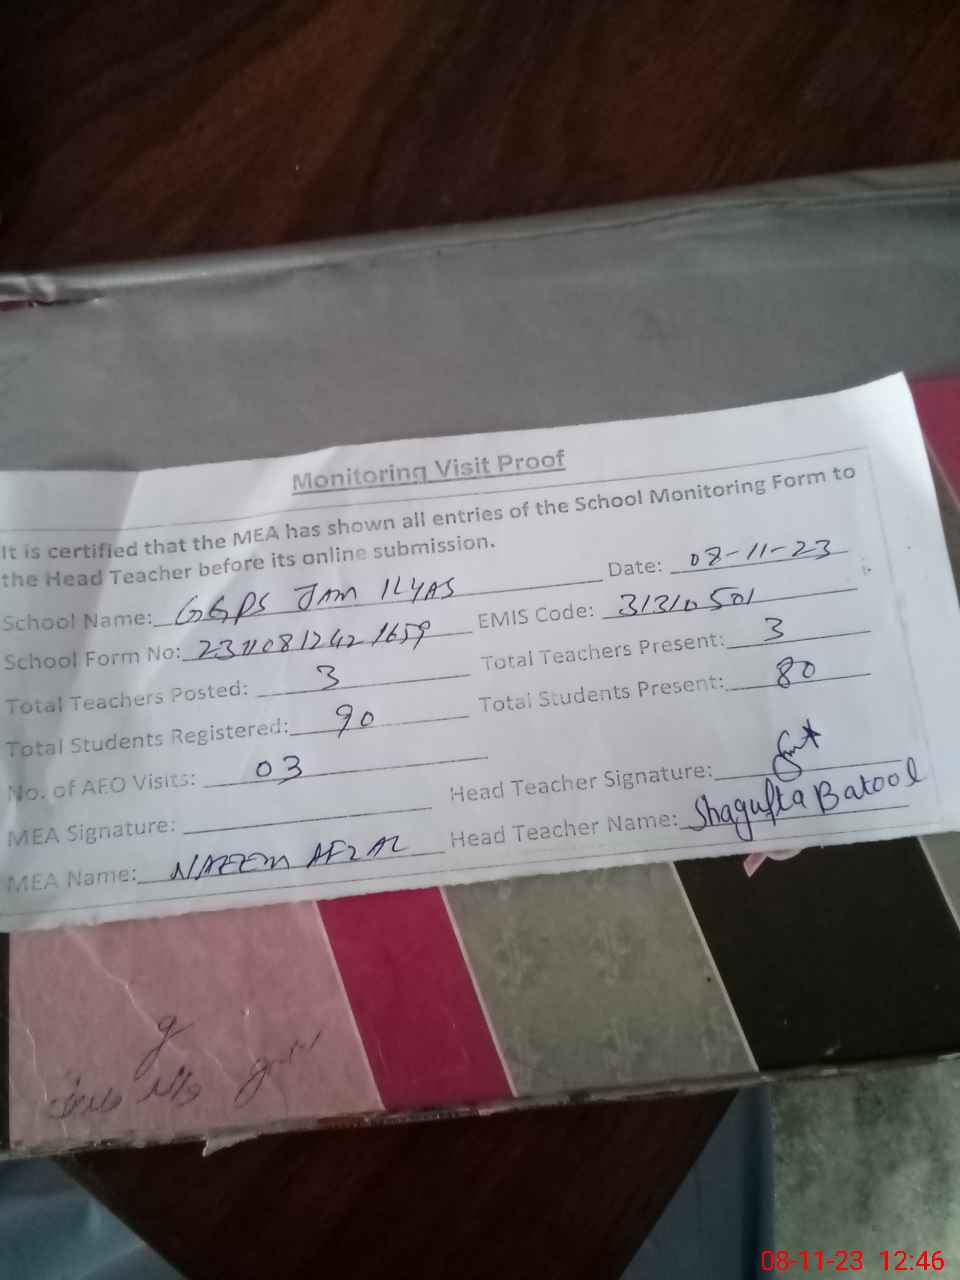 Monitoring Visit Proof
It is certified that the MEA has shown all entries of the School Monitoring Form to
the Head Teacher before its online submission.
School Name: GGPS JAM ILYAS Date: 08-11-23
School Form No: 23110812421659 EMIS Code: 31310501
Total Teachers Posted: 3 Total Teachers Present: 3
Total Students Registered: 90 Total Students Present: 80
No. of AEO Visits: 03
MEA Signature: Head Teacher Signature:
MEA Name: NAEEM AFZAL Head Teacher Name: Shagufta Batool
08-11-23 12:46